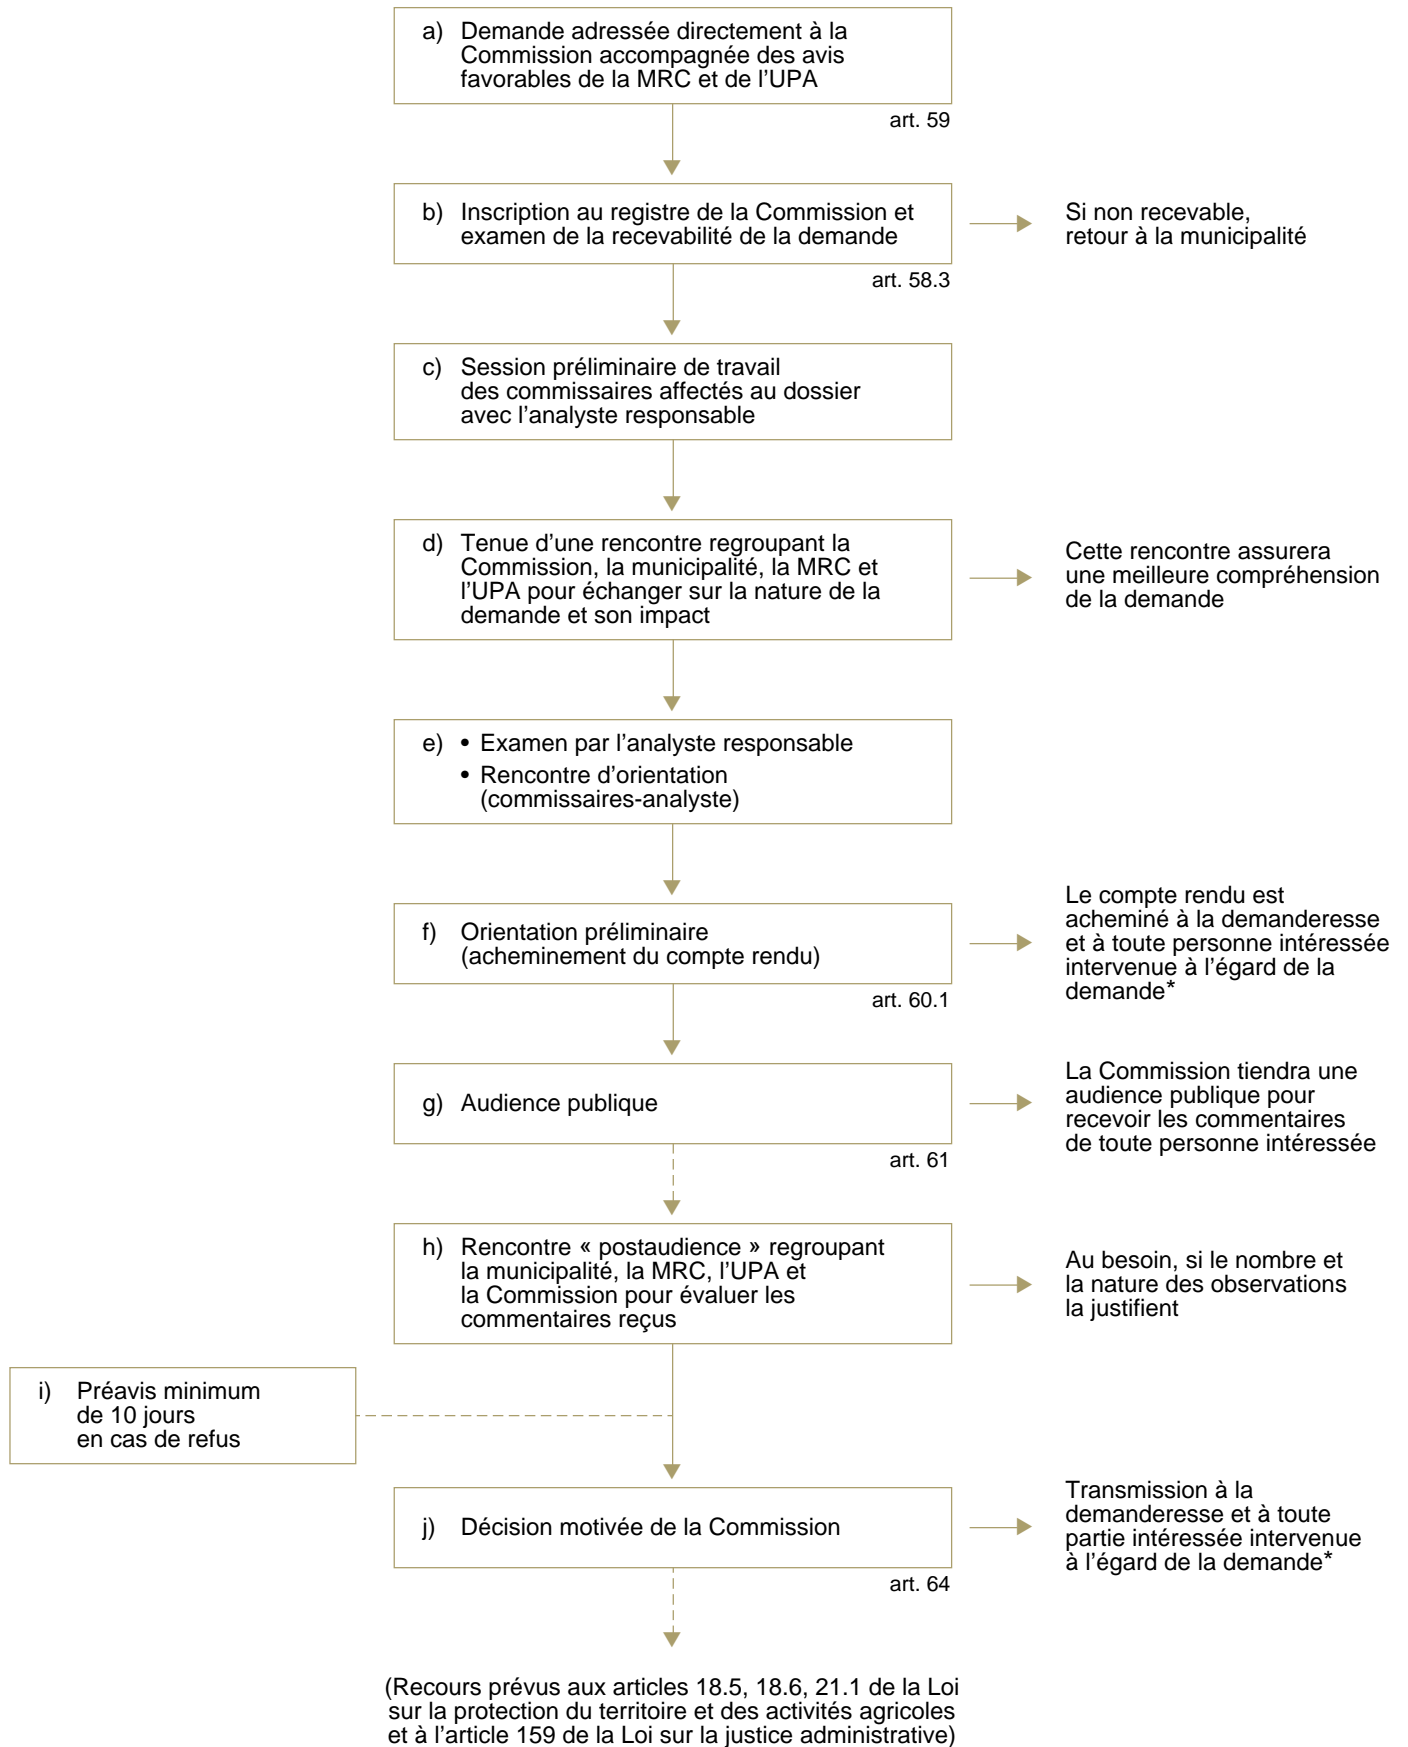 a) Demande adressée directement à la
Commission accompagnée des avis
favorables de la MRC et de l’UPA
art. 59
b) Inscription au registre de la Commission et
examen de la recevabilité de la demande
art. 58.3
Si non recevable,
retour à la municipalité
c) Session préliminaire de travail
des commissaires affectés au dossier
avec l’analyste responsable
d) Tenue d’une rencontre regroupant la
Commission, la municipalité, la MRC et
l’UPA pour échanger sur la nature de la
demande et son impact
Cette rencontre assurera
une meilleure compréhension
de la demande
e) • Examen par l’analyste responsable
• Rencontre d’orientation
(commissaires-analyste)
f) Orientation préliminaire
(acheminement du compte rendu)
art. 60.1
Le compte rendu est
acheminé à la demanderesse
et à toute personne intéressée
intervenue à l’égard de la
demande*
g) Audience publique
art. 61
La Commission tiendra une
audience publique pour
recevoir les commentaires
de toute personne intéressée
h) Rencontre « postaudience » regroupant
la municipalité, la MRC, l’UPA et
la Commission pour évaluer les
commentaires reçus
Au besoin, si le nombre et
la nature des observations
la justifient
i) Préavis minimum
de 10 jours
en cas de refus
j) Décision motivée de la Commission
art. 64
Transmission à la
demanderesse et à toute
partie intéressée intervenue
à l’égard de la demande*
(Recours prévus aux articles 18.5, 18.6, 21.1 de la Loi
sur la protection du territoire et des activités agricoles
et à l’article 159 de la Loi sur la justice administrative)